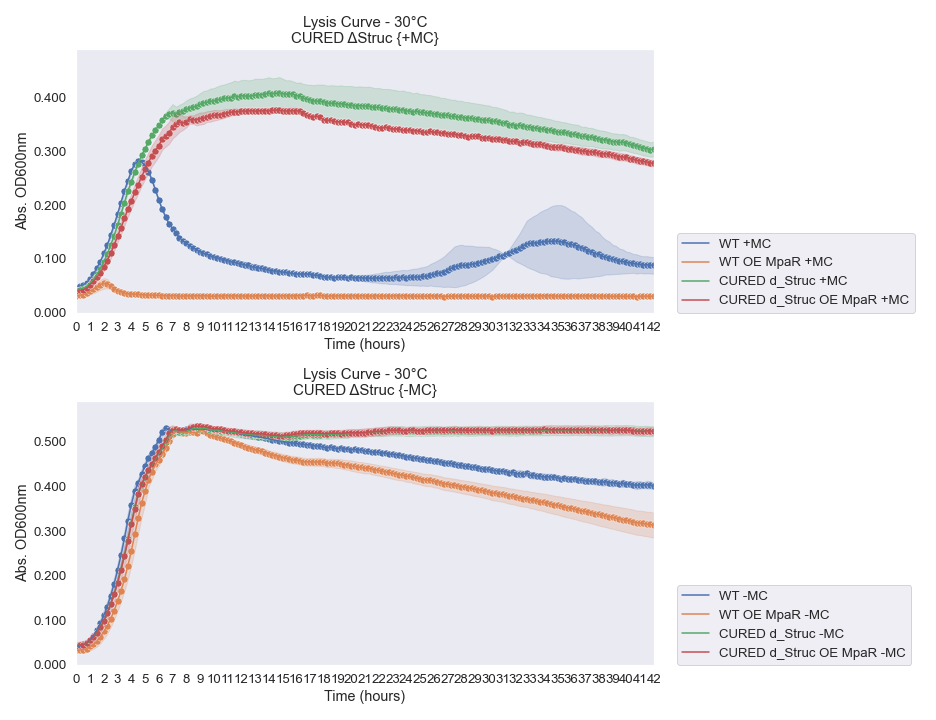 Lysis Curve - 30°C
CURED ΔStruc {+MC}
Abs. OD600nm
0.400
0.300
0.200
0.100
0.000
0 1 2 3 4 5 6 7 8 9 10 11 12 13 14 15 16 17 18 19 20 21 22 23 24 25 26 27 28 29 30 31 32 33 34 35 36 37 38 39 40 41 42
Time (hours)
WT +MC
WT OE MpaR +MC
CURED d_Struc +MC
CURED d_Struc OE MpaR +MC
Lysis Curve - 30°C
CURED ΔStruc {-MC}
Abs. OD600nm
0.500
0.400
0.300
0.200
0.100
0.000
0 1 2 3 4 5 6 7 8 9 10 11 12 13 14 15 16 17 18 19 20 21 22 23 24 25 26 27 28 29 30 31 32 33 34 35 36 37 38 39 40 41 42
Time (hours)
WT -MC
WT OE MpaR -MC
CURED d_Struc -MC
CURED d_Struc OE MpaR -MC